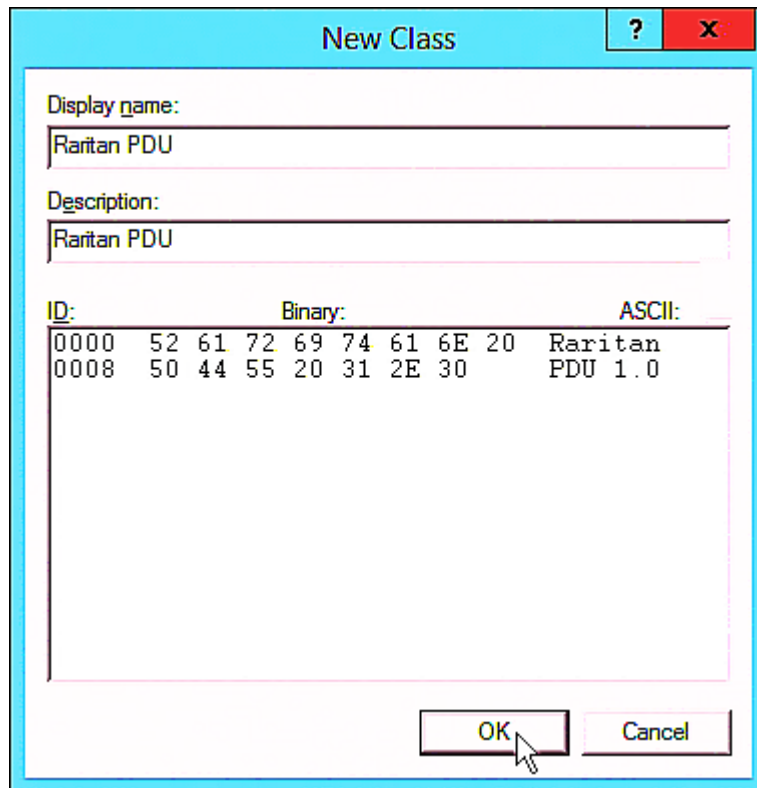 New Class
? x
Display name:
Raritan PDU
Description:
Raritan PDU
ID: Binary: ASCII:
0000 52 61 72 69 74 61 6E 20 Raritan
0008 50 44 55 20 31 2E 30 PDU 1.0
OK Cancel